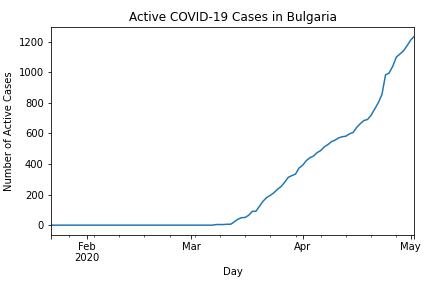 Active COVID-19 Cases in Bulgaria
1200
1000
800
600
400
200
0
Number of Active Cases
Feb
2020
Mar
Apr
May
Day